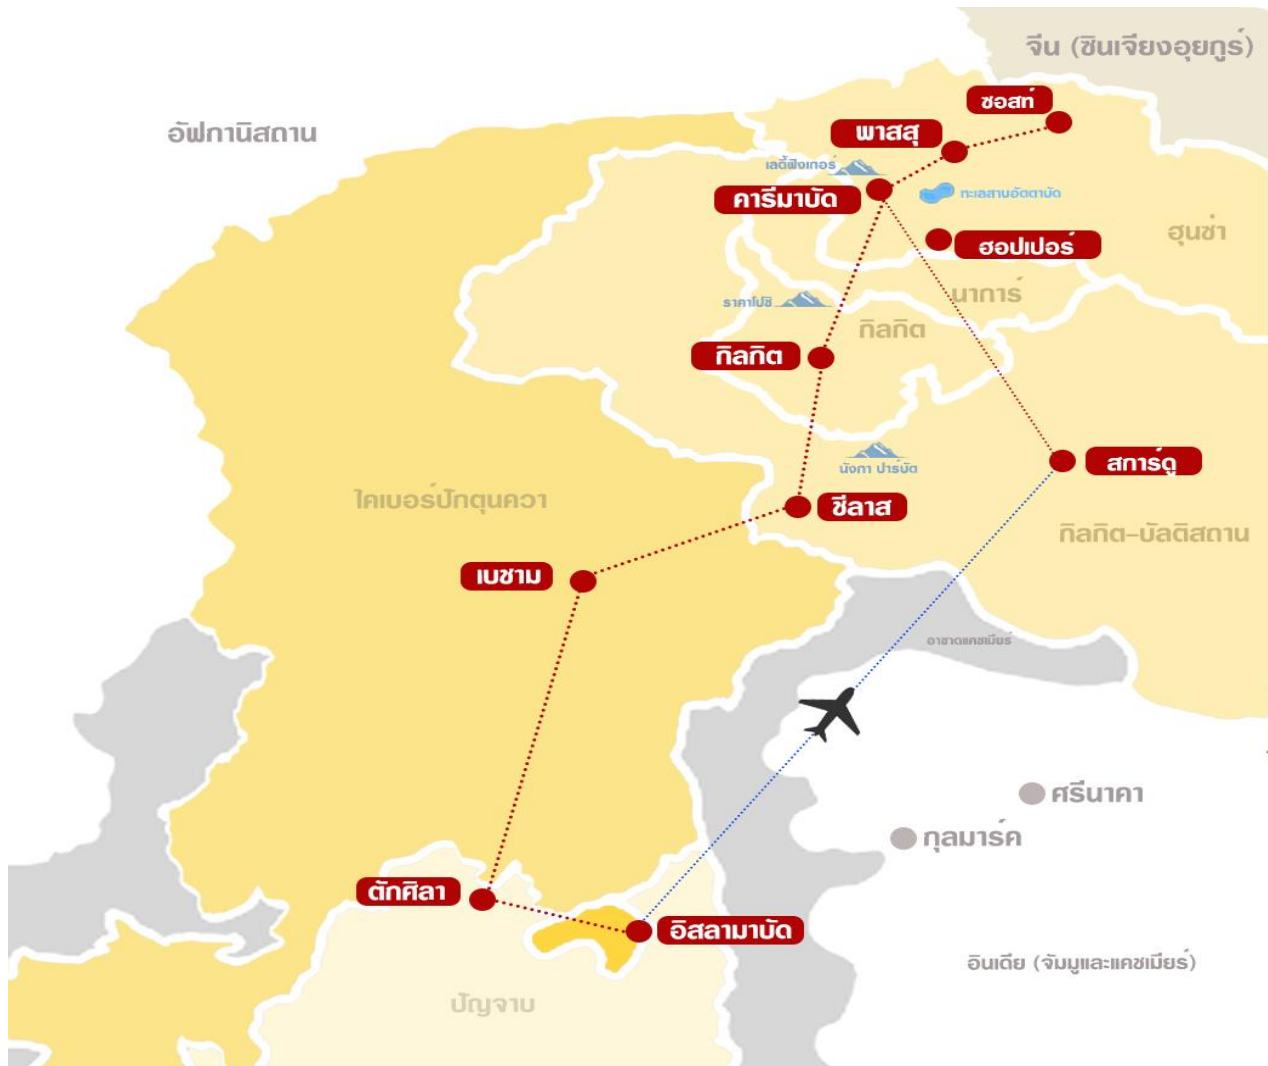 จีน (ซินเจียงอุยกูร์)
ซอสท์
อัฟกานิสถาน
พาสสุ
เลดี้ฟิงเกอร์
คารีมาบัด
ทะเลสาบอัตตาบัด
ฮุนซ่า
ฮอปเปอร์
นาการ์
ราคาโปชิ
กิลกิต
กิลกิต
สการ์ดู
นังกา ปาร์บัต
ไคเบอร์ปักตุนควา
ชีลาส
กิลกิต-บัลติสถาน
เบชาม
อาซาดแคชเมียร์
ศรีนาคา
กุลมาร์ค
ตักศิลา
อิสลามาบัด
อินเดีย (จัมมูและแคชเมียร์)
ปัญจาบ